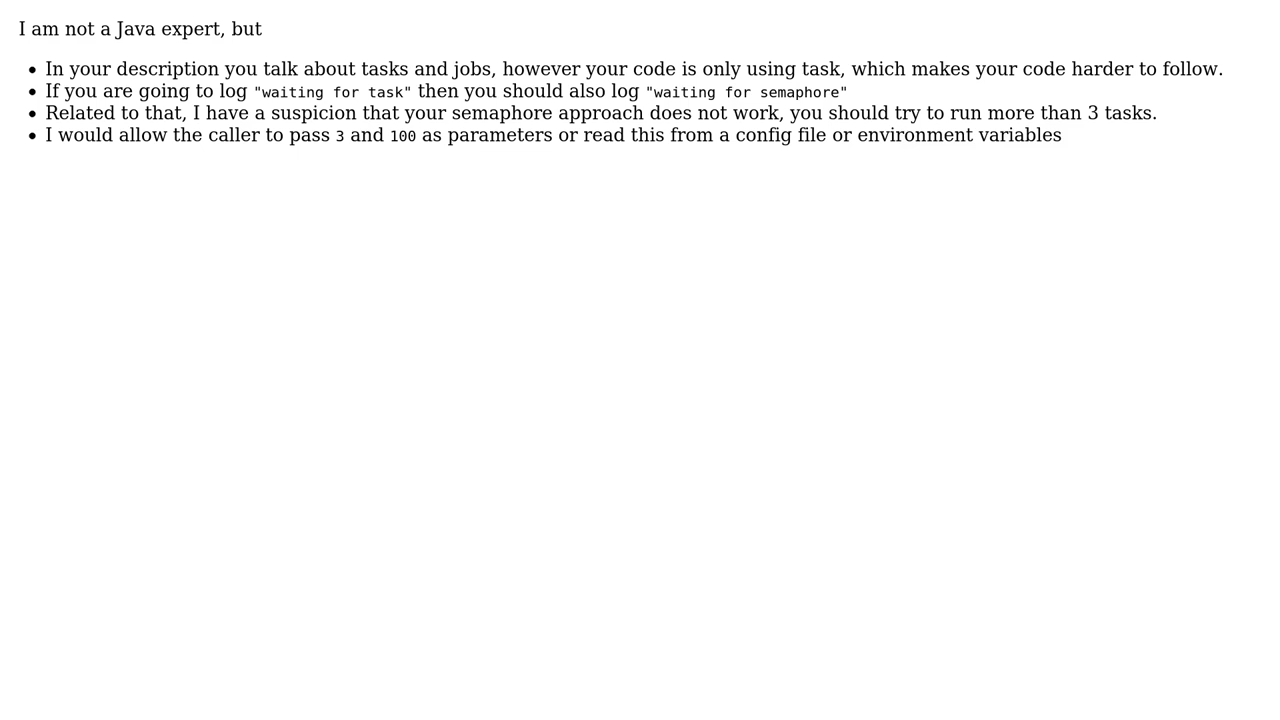 I am not a Java expert, but
• In your description you talk about tasks and jobs, however your code is only using task, which makes your code harder to follow.
• If you are going to log "waiting for task" then you should also log "waiting for semaphore"
• Related to that, I have a suspicion that your semaphore approach does not work, you should try to run more than 3 tasks.
• I would allow the caller to pass 3 and 100 as parameters or read this from a config file or environment variables